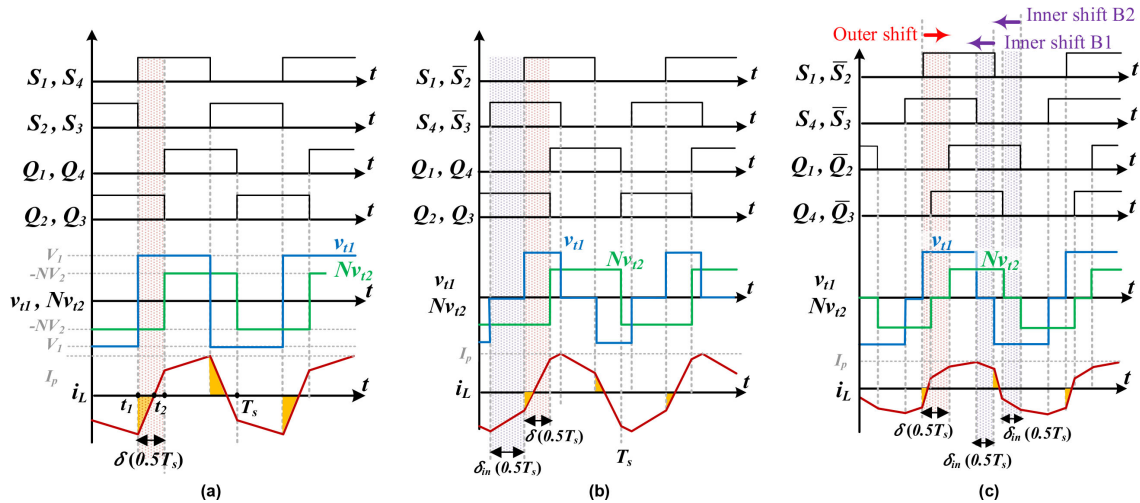 S1 , S4
t
S2 , S3
t
Q1 , Q4
t
Q2 , Q3
t
V1
vt1
-NV2
Nvt2
vt1 , Nvt2
t
-NV2
V1
Ip
iL
t1
t2
Ts
t
δ(0.5Ts)
(a)
S1 , S̅2
t
S4 , S̅3
t
Q1 , Q4
t
Q2 , Q3
t
vt1
Nvt2
vt1
Nvt2
t
Ip
iL
t
δ(0.5Ts)
δin (0.5Ts)
Ts
(b)
Outer shift
Inner shift B2
Inner shift B1
S1 , S̅2
t
S4 , S̅3
t
Q1 , Q̅2
t
Q4 , Q̅3
t
vt1
Nvt2
vt1
Nvt2
t
Ip
iL
t
δ(0.5Ts)
δin (0.5Ts)
δin (0.5Ts)
(c)